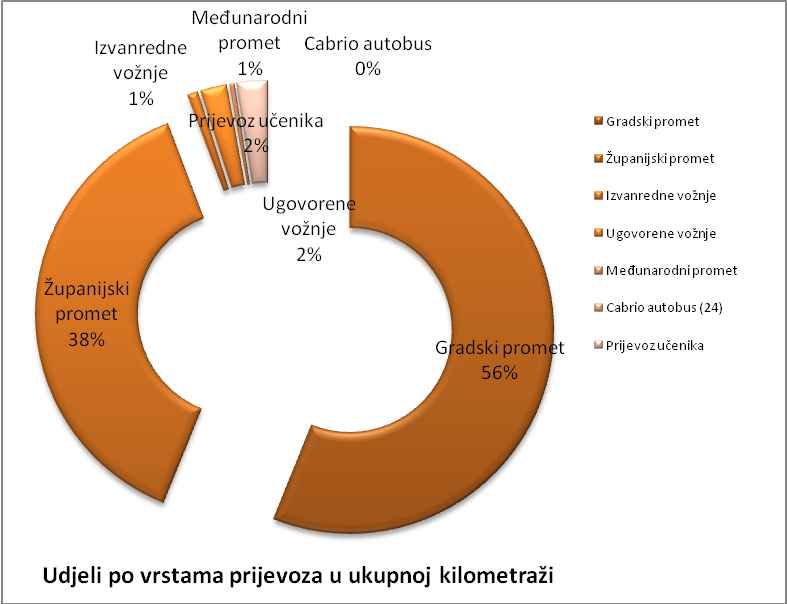 Međunarodni
promet
1%
Cabrio autobus
0%
Izvanredne
vožnje
1%
Prijevoz učenika
2%
Ugovorene
vožnje
2%
Županijski
promet
38%
Gradski promet
56%
Gradski promet
Županijski promet
Izvanredne vožnje
Ugovorene vožnje
Međunarodni promet
Cabrio autobus (24)
Prijevoz učenika
Udjeli po vrstama prijevoza u ukupnoj kilometraži